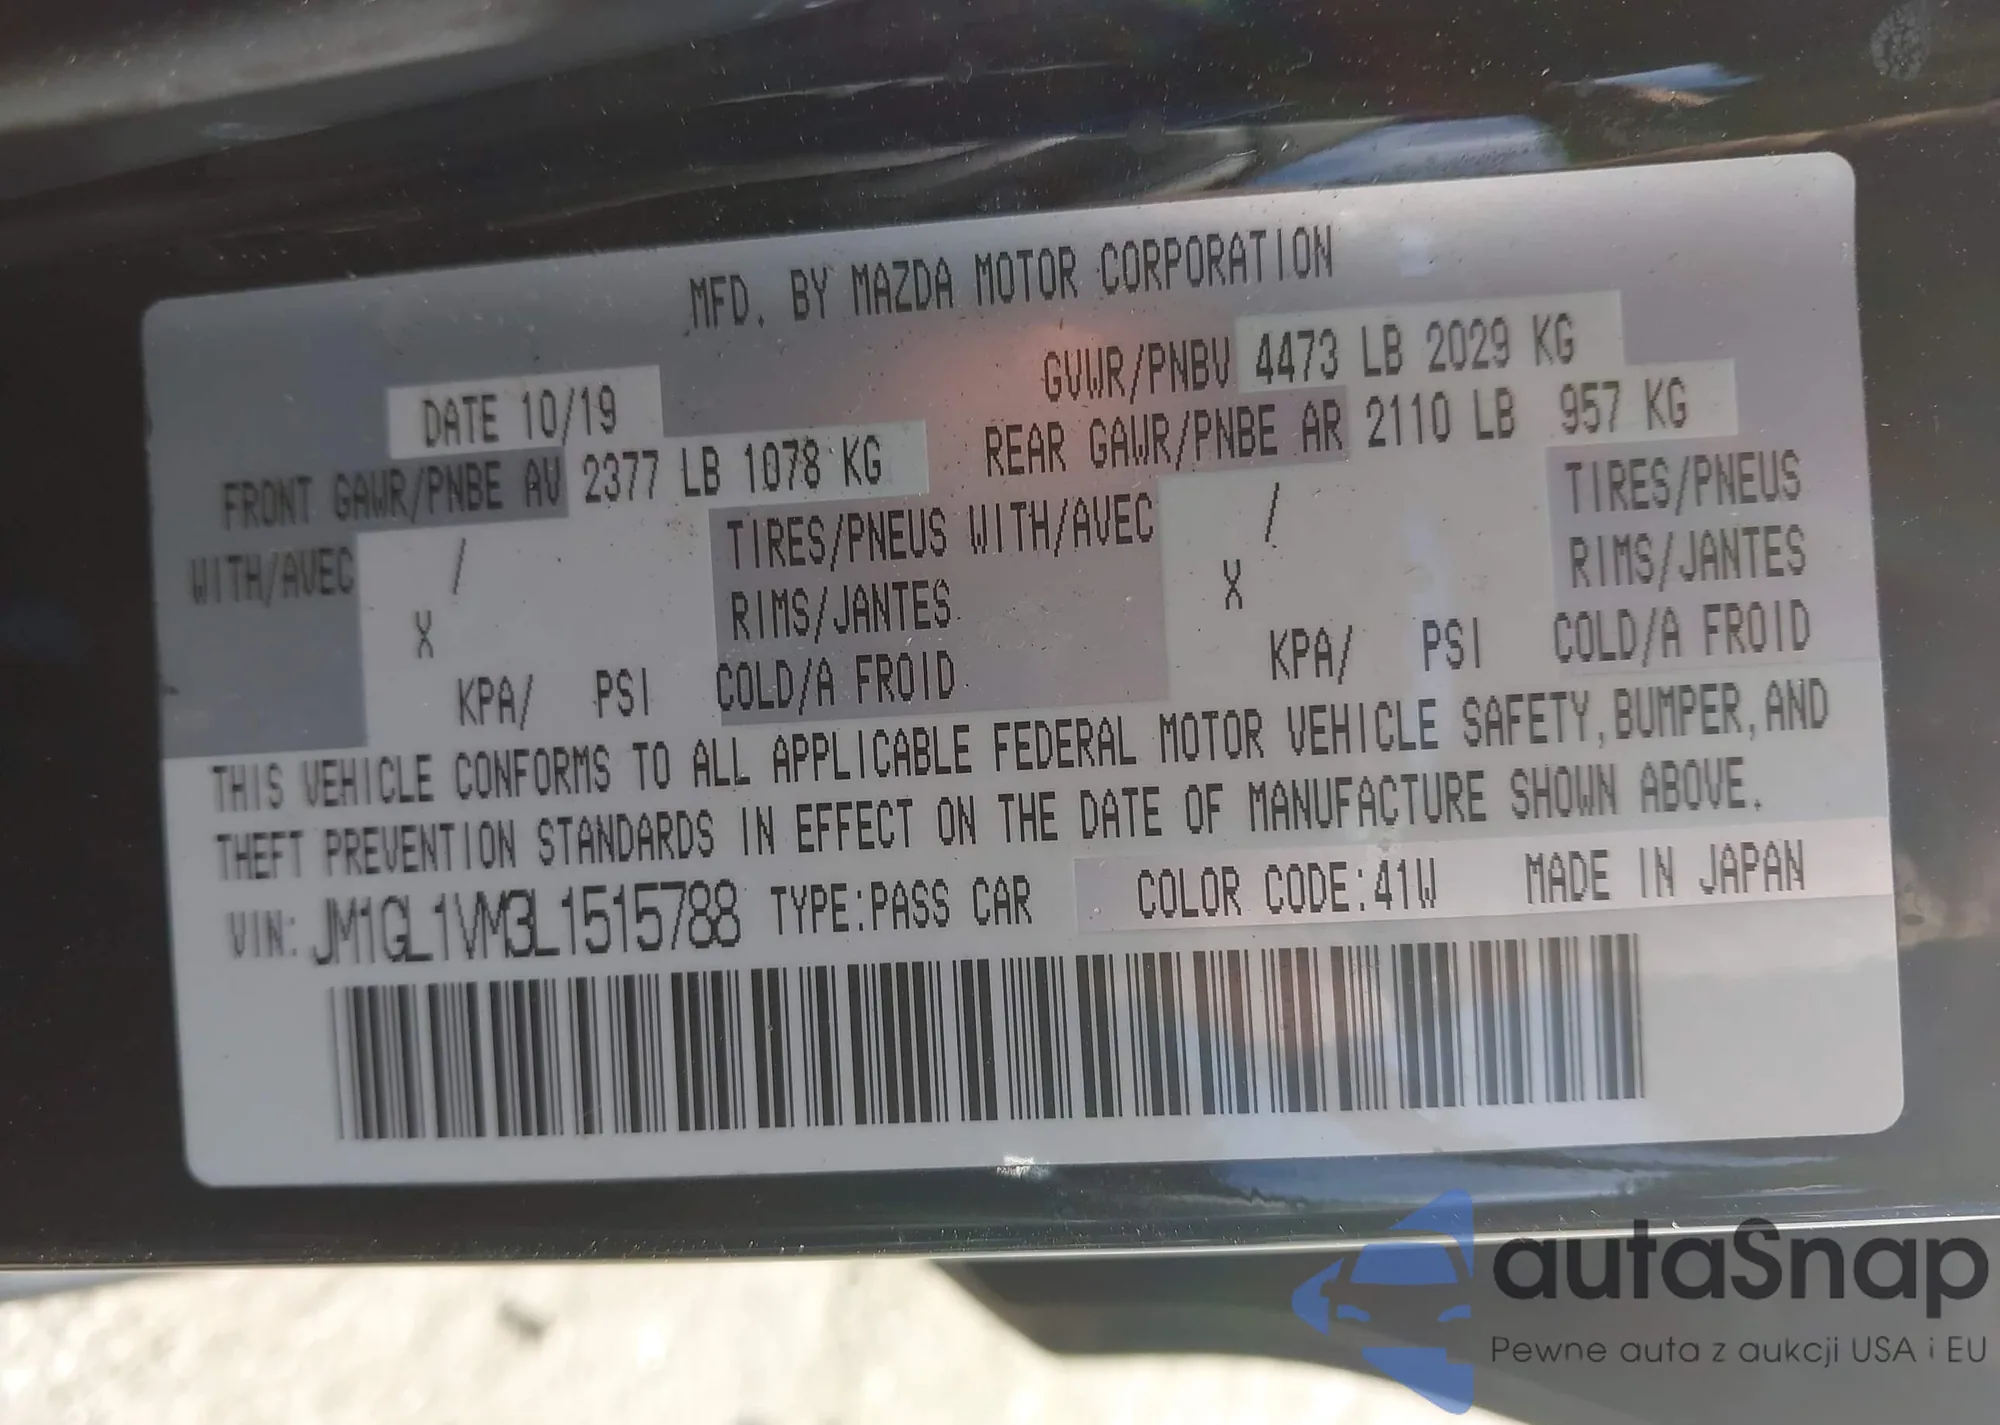 MFD. BY MAZDA MOTOR CORPORATION
DATE 10/19 GVWR/PNBV 4473 LB 2029 KG
FRONT GAWR/PNBE AV 2377 LB 1078 KG REAR GAWR/PNBE AR 2110 LB 957 KG
WITH/AVEC / TIRES/PNEUS WITH/AVEC / TIRES/PNEUS
X RIMS/JANTES X RIMS/JANTES
KPA/ PSI COLD/A FROID KPA/ PSI COLD/A FROID
THIS VEHICLE CONFORMS TO ALL APPLICABLE FEDERAL MOTOR VEHICLE SAFETY, BUMPER, AND
THEFT PREVENTION STANDARDS IN EFFECT ON THE DATE OF MANUFACTURE SHOWN ABOVE.
VIN: JM1GL1VM3L1515788 TYPE:PASS CAR COLOR CODE:41W MADE IN JAPAN
autaSnap
Pewne auta z aukcji USA i EU